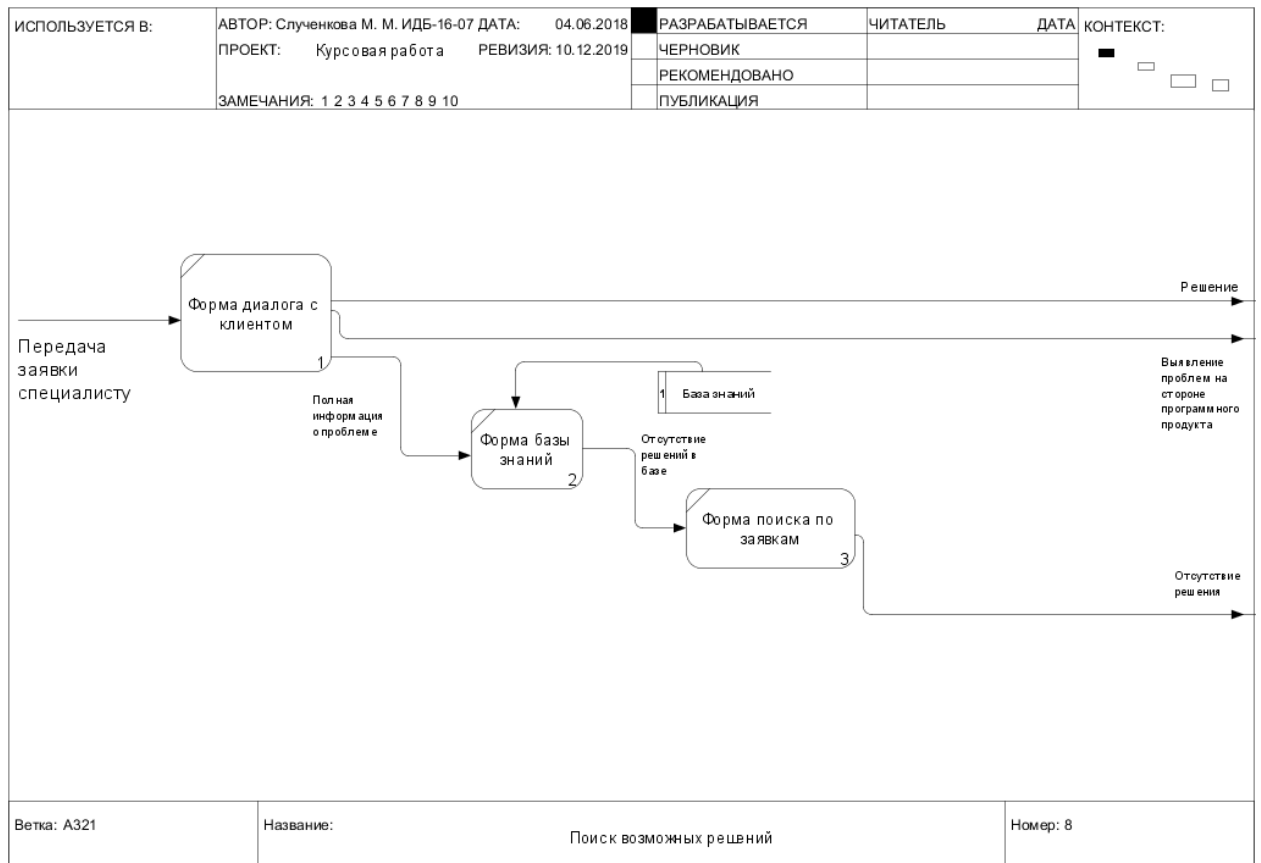 ИСПОЛЬЗУЕТСЯ В:
АВТОР: Слученкова М. М. ИДБ-16-07 ДАТА: 04.06.2018
ПРОЕКТ: Курсовая работа РЕВИЗИЯ: 10.12.2019
ЗАМЕЧАНИЯ: 1 2 3 4 5 6 7 8 9 10
РАЗРАБАТЫВАЕТСЯ
ЧЕРНОВИК
РЕКОМЕНДОВАНО
ПУБЛИКАЦИЯ
ЧИТАТЕЛЬ ДАТА
КОНТЕКСТ:
Передача
заявки
специалисту
Форма диалога с
клиентом
1
Решение
Выявление
проблем на
стороне
программного
продукта
Полная
информация
о проблеме
1 База знаний
Форма базы
знаний
2
Отсутствие
решений в
базе
Форма поиска по
заявкам
3
Отсутствие
решения
Ветка: A321
Название:
Поиск возможных решений
Номер: 8